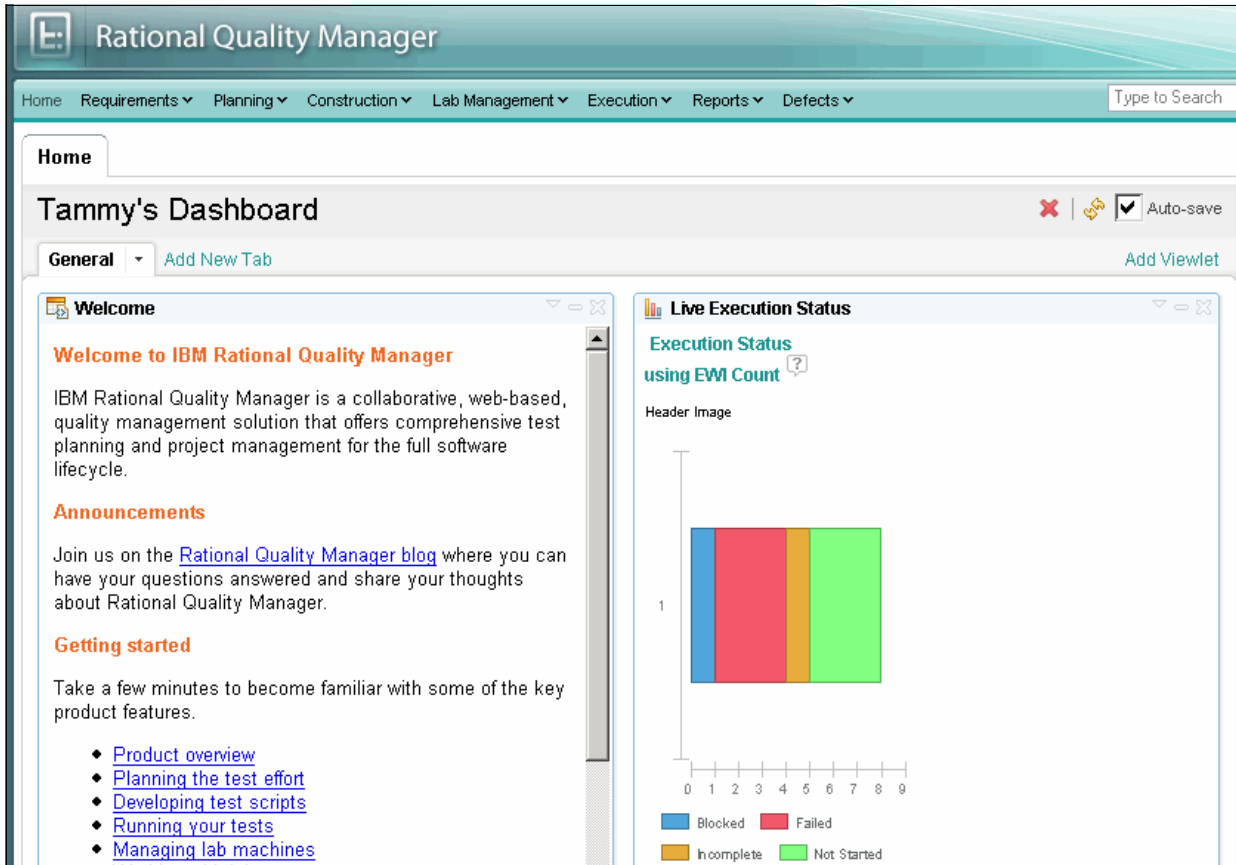 Rational Quality Manager
Home Requirements Planning Construction Lab Management Execution Reports Defects Type to Search
Home
Tammy's Dashboard
Auto-save
General Add New Tab Add Viewlet
Welcome
Welcome to IBM Rational Quality Manager
IBM Rational Quality Manager is a collaborative, web-based,
quality management solution that offers comprehensive test
planning and project management for the full software
lifecycle.
Announcements
Join us on the Rational Quality Manager blog where you can
have your questions answered and share your thoughts
about Rational Quality Manager.
Getting started
Take a few minutes to become familiar with some of the key
product features.
Product overview
Planning the test effort
Developing test scripts
Running your tests
Managing lab machines
Live Execution Status
Execution Status
using EWI Count ?
Header Image
1
0 1 2 3 4 5 6 7 8 9
Blocked Failed
Incomplete Not Started